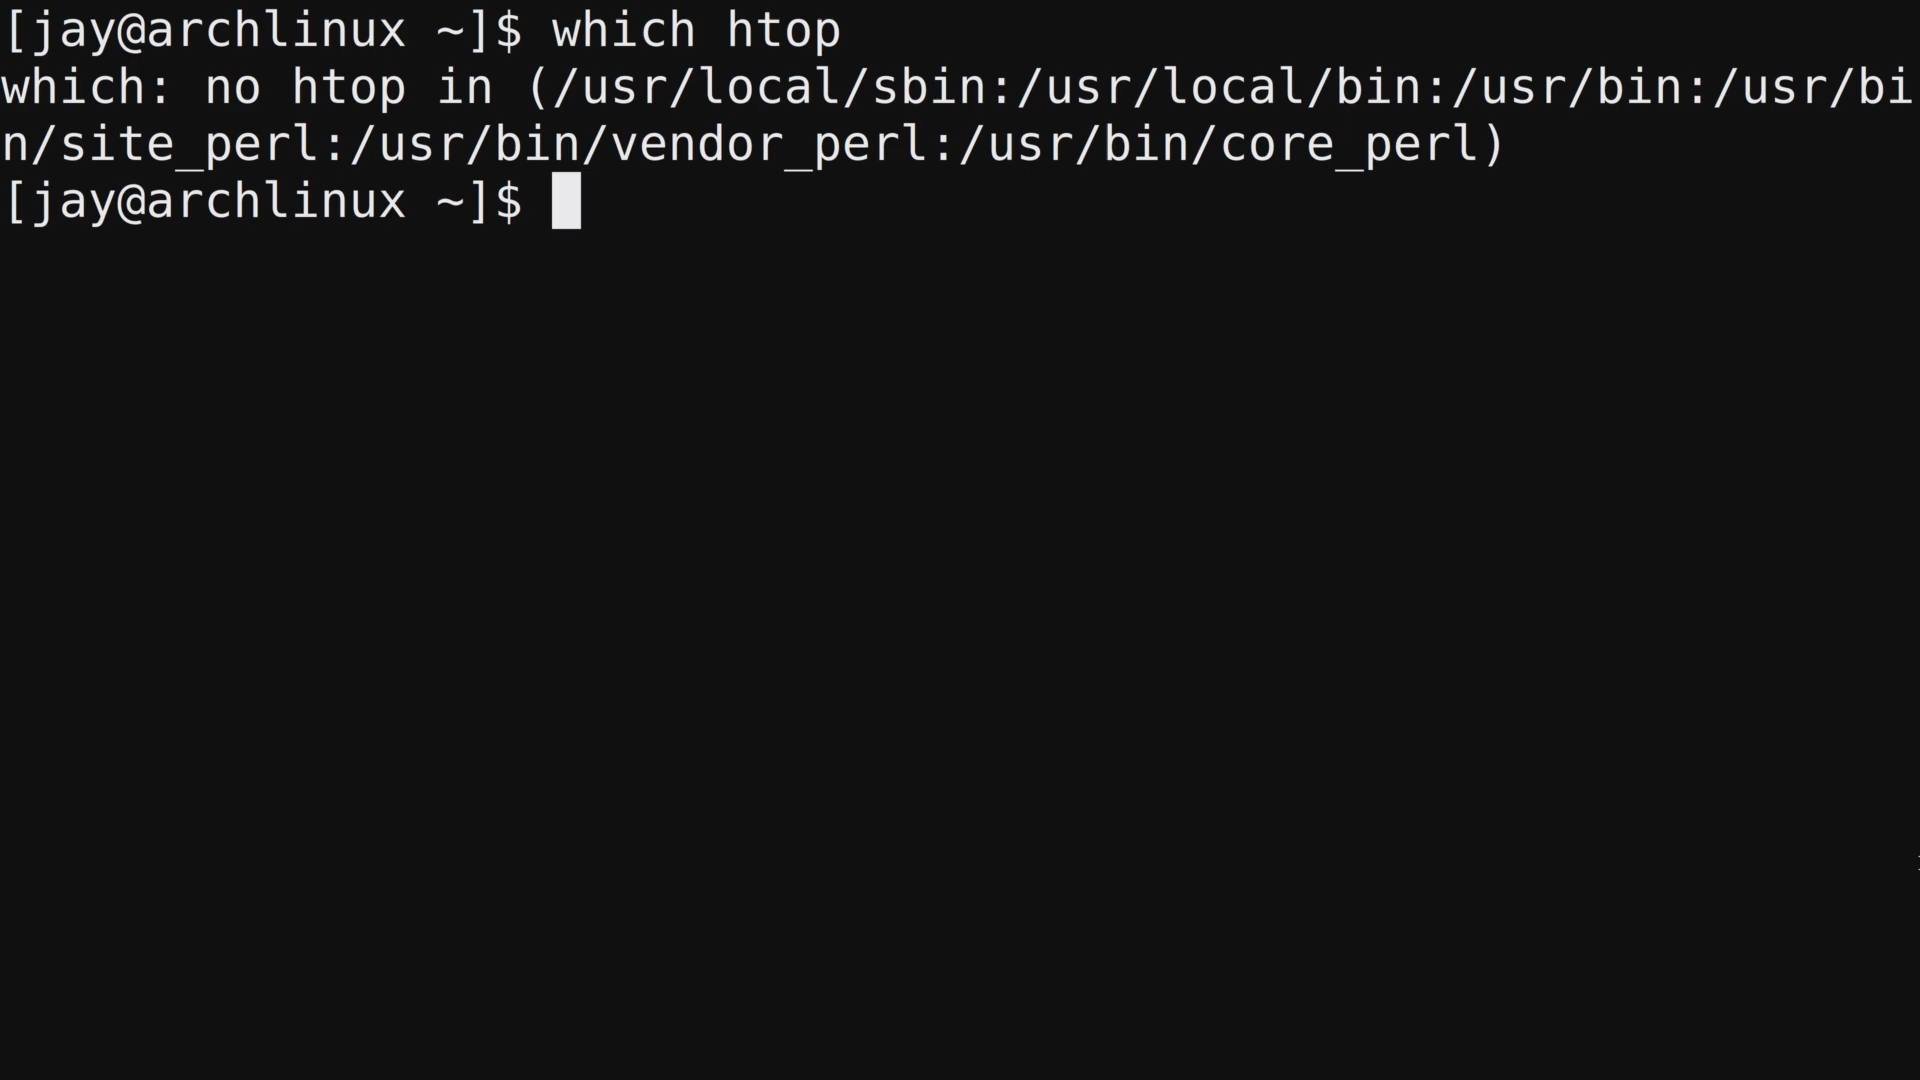 [jay@archlinux ~]$ which htop
which: no htop in (/usr/local/sbin:/usr/local/bin:/usr/bin:/usr/bi
n/site_perl:/usr/bin/vendor_perl:/usr/bin/core_perl)
[jay@archlinux ~]$